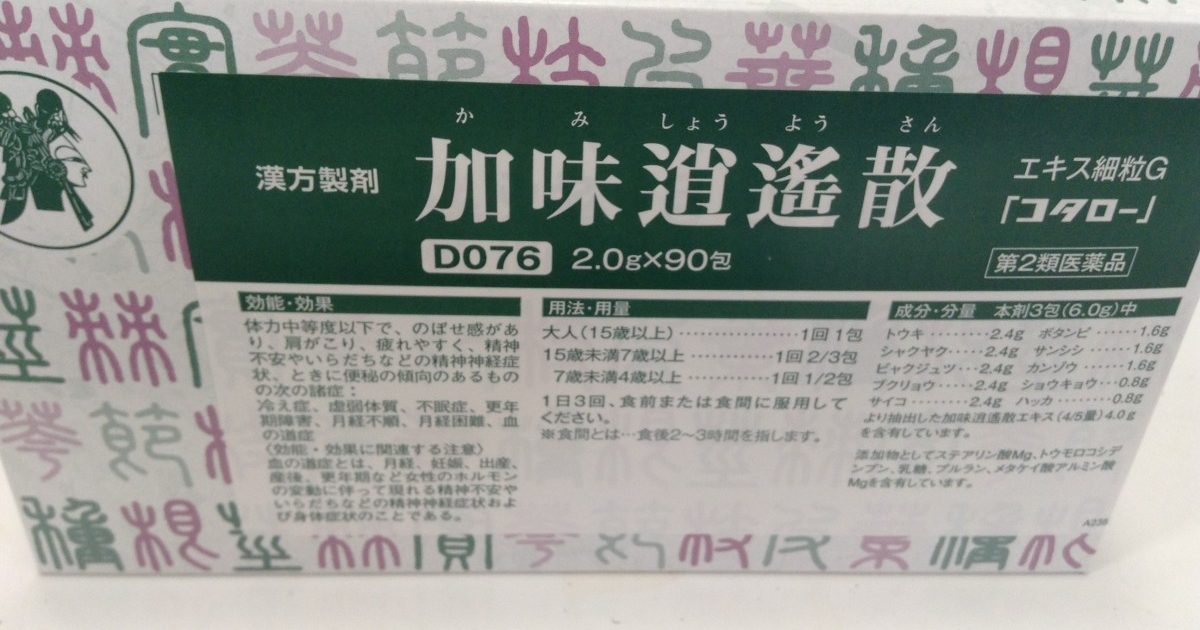 か み しょう よう さん
漢方製剤
加味逍遙散
エキス細粒G
「コタロー」
D076 2.0g×90包
第2類医薬品
効能・効果
体力中等度以下で、のぼせ感があ
り、肩がこり、疲れやすく、精神
不安やいらだちなどの精神神経症
状、ときに便秘の傾向のあるもの
の次の諸症：
冷え症、虚弱体質、不眠症、更年
期障害、月経不順、月経困難、血
の道症
〈効能・効果に関連する注意〉
血の道症とは、月経、妊娠、出産、
産後、更年期など女性のホルモン
の変動に伴って現れる精神不安や
いらだちなどの精神神経症状およ
び身体症状のことである。
用法・用量
大人(15歳以上)……………………1回 1包
15歳未満7歳以上……………………1回 2/3包
7歳未満4歳以上……………………1回 1/2包
1日3回、食前または食間に服用して
ください。
※食間とは…食後2〜3時間を指します。
成分・分量 本剤3包(6.0g)中
トウキ………2.4g ボタンピ……1.6g
シャクヤク……2.4g サンシシ……1.6g
ビャクジュツ…2.4g カンゾウ……1.6g
ブクリョウ……2.4g ショウキョウ…0.8g
サイコ………2.4g ハッカ………0.8g
より抽出した加味逍遙散エキス(4/5量)4.0g
を含有しています。
添加物としてステアリン酸Mg、トウモロコシデ
ンプン、乳糖、プルラン、メタケイ酸アルミン酸
Mgを含有しています。